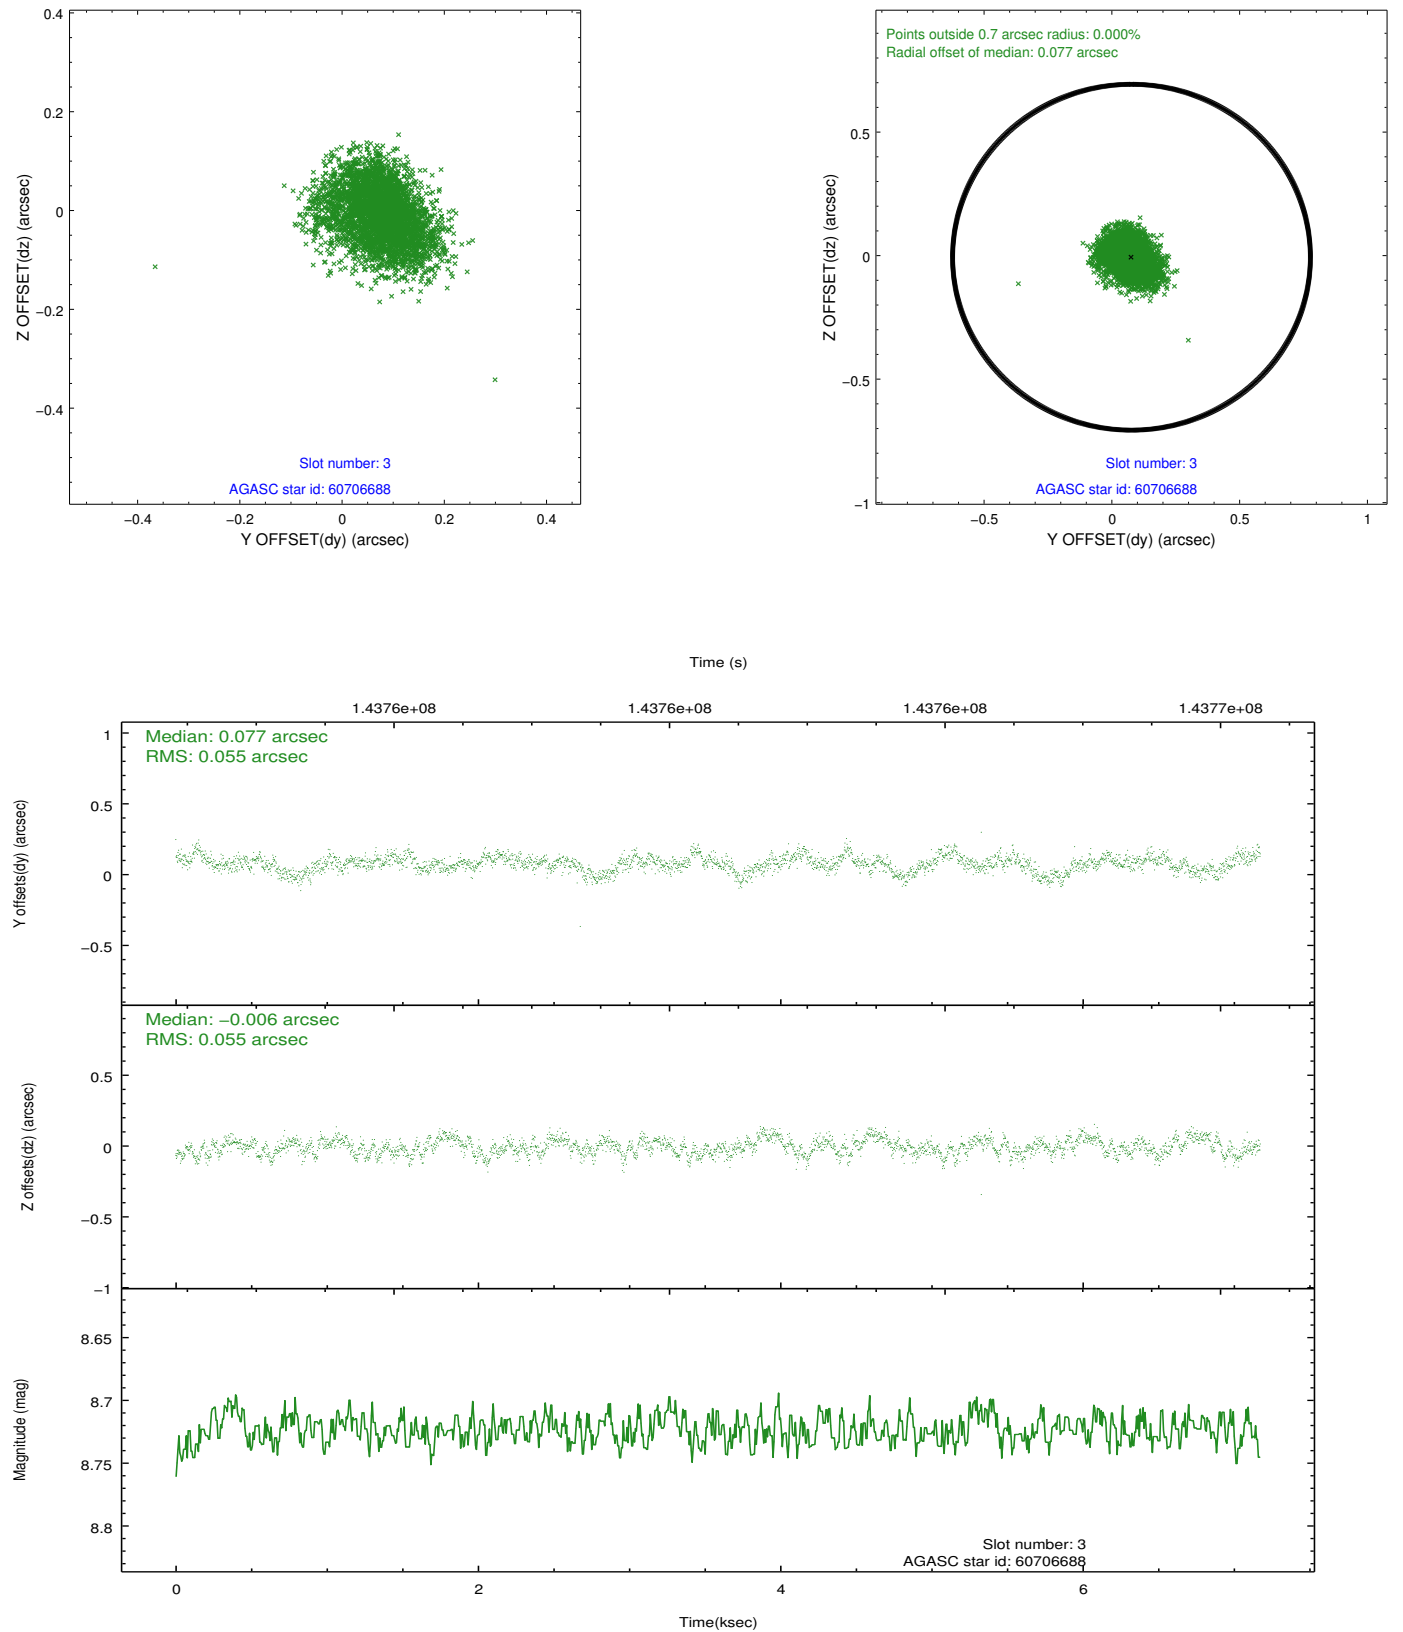 0.4
0.2
0
−0.2
−0.4
Z OFFSET(dz) (arcsec)
Slot number: 3
AGASC star id: 60706688
−0.4 −0.2 0 0.2 0.4
Y OFFSET(dy) (arcsec)
Points outside 0.7 arcsec radius: 0.000%
Radial offset of median: 0.077 arcsec
0.5
0
−0.5
−1
Z OFFSET(dz) (arcsec)
Slot number: 3
AGASC star id: 60706688
−0.5 0 0.5 1
Y OFFSET(dy) (arcsec)
Time (s)
1.4376e+08 1.4376e+08 1.4376e+08 1.4377e+08
Median: 0.077 arcsec
RMS: 0.055 arcsec
1
0.5
0
−0.5
Y offsets(dy) (arcsec)
Median: −0.006 arcsec
RMS: 0.055 arcsec
0.5
0
−0.5
−1
Z offsets(dz) (arcsec)
8.65
8.7
8.75
8.8
Magnitude (mag)
Slot number: 3
AGASC star id: 60706688
0 2 4 6
Time(ksec)